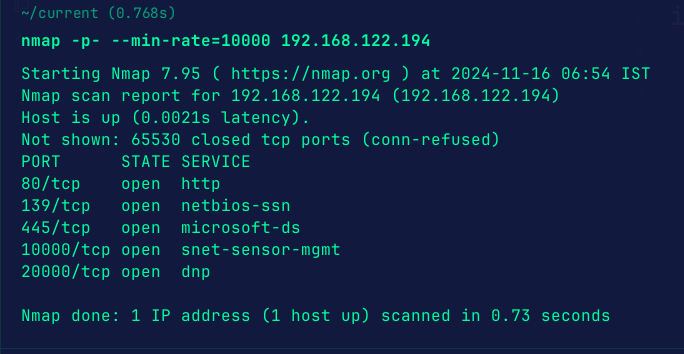 ~/current (0.768s)
nmap -p- --min-rate=10000 192.168.122.194
Starting Nmap 7.95 ( https://nmap.org ) at 2024-11-16 06:54 IST
Nmap scan report for 192.168.122.194 (192.168.122.194)
Host is up (0.0021s latency).
Not shown: 65530 closed tcp ports (conn-refused)
PORT      STATE SERVICE
80/tcp    open  http
139/tcp   open  netbios-ssn
445/tcp   open  microsoft-ds
10000/tcp open  snet-sensor-mgmt
20000/tcp open  dnp
Nmap done: 1 IP address (1 host up) scanned in 0.73 seconds